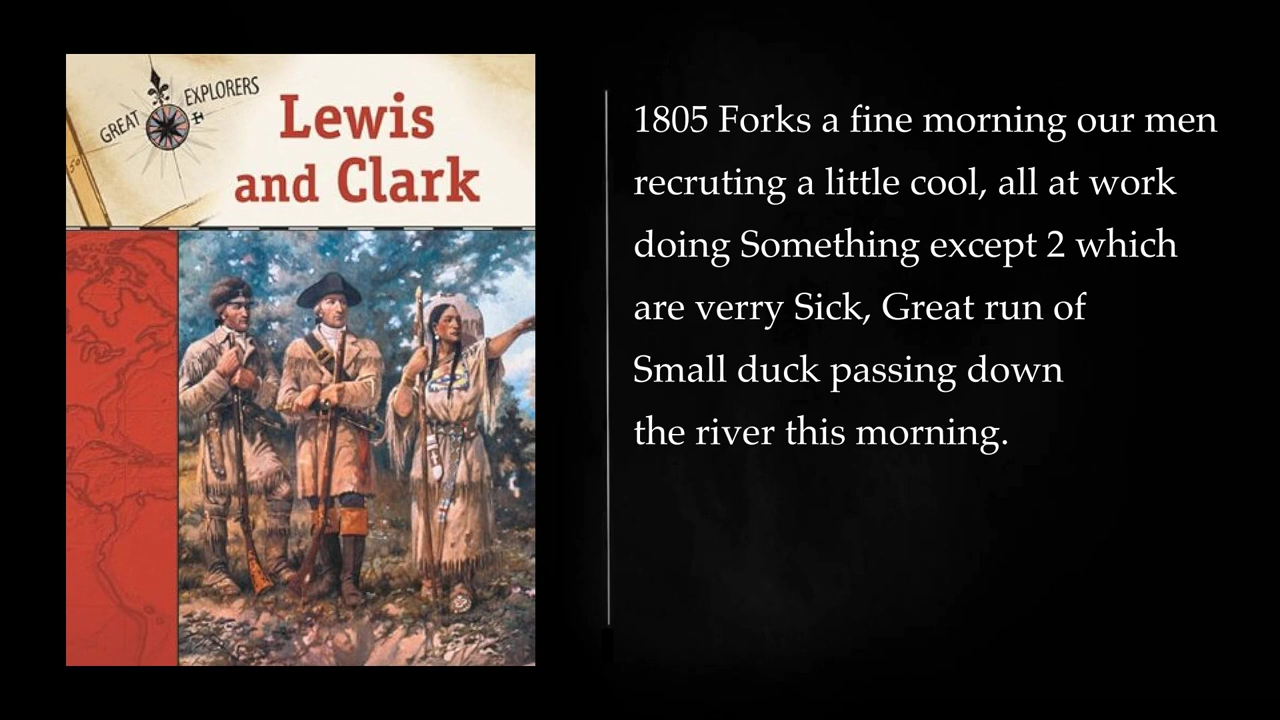 GREAT EXPLORERS
Lewis
and Clark
50
1805 Forks a fine morning our men
recruting a little cool, all at work
doing Something except 2 which
are verry Sick, Great run of
Small duck passing down
the river this morning.